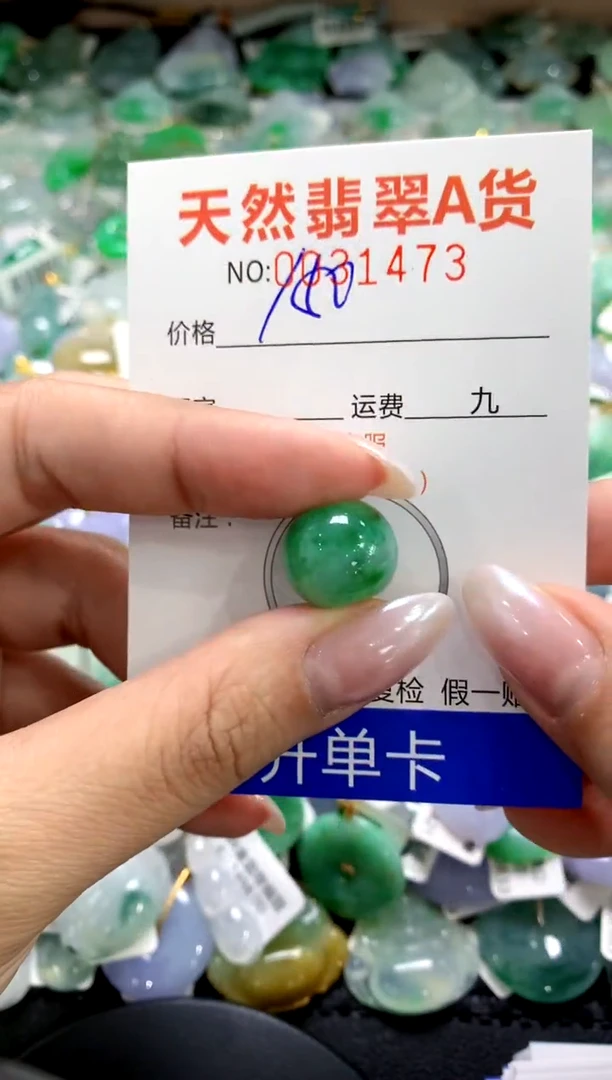 天然翡翠A货
NO:0031473
价格
运费 九
备注：
复检 假一赔
开单卡